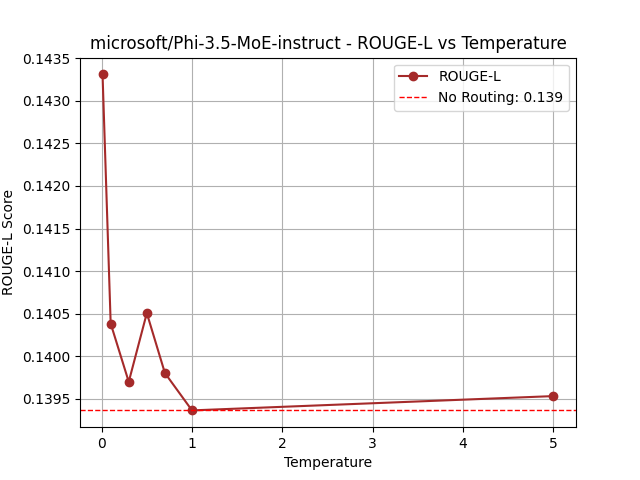 microsoft/Phi-3.5-MoE-instruct - ROUGE-L vs Temperature
ROUGE-L
No Routing: 0.139
ROUGE-L Score
0.1435
0.1430
0.1425
0.1420
0.1415
0.1410
0.1405
0.1400
0.1395
0 1 2 3 4 5
Temperature